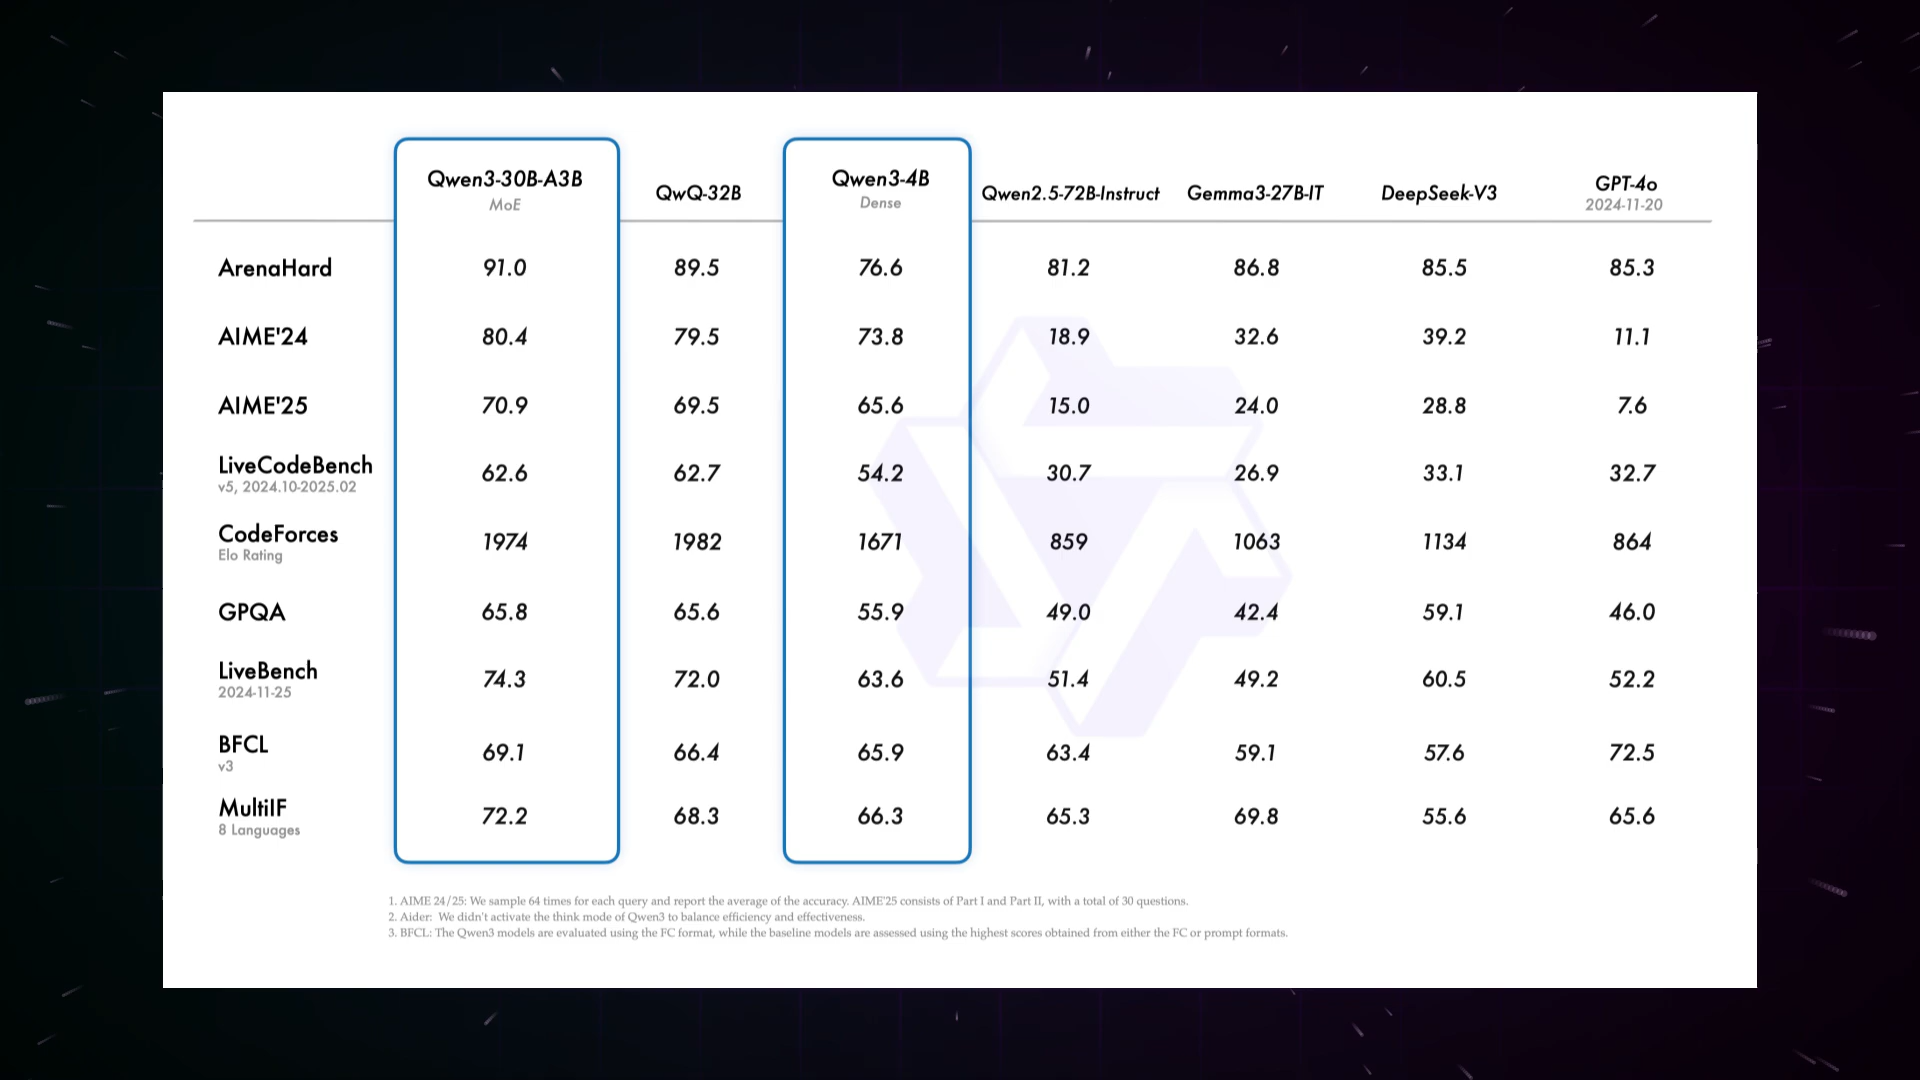 Qwen3-30B-A3B QwQ-32B Qwen3-4B Qwen2.5-72B-Instruct Gemma3-27B-IT DeepSeek-V3 GPT-4o
MoE Dense 2024-11-20
ArenaHard 91.0 89.5 76.6 81.2 86.8 85.5 85.3
AIME'24 80.4 79.5 73.8 18.9 32.6 39.2 11.1
AIME'25 70.9 69.5 65.6 15.0 24.0 28.8 7.6
LiveCodeBench 62.6 62.7 54.2 30.7 26.9 33.1 32.7
v5, 2024.10-2025.02
CodeForces 1974 1982 1671 859 1063 1134 864
Elo Rating
GPQA 65.8 65.6 55.9 49.0 42.4 59.1 46.0
LiveBench 74.3 72.0 63.6 51.4 49.2 60.5 52.2
2024-11-25
BFCL 69.1 66.4 65.9 63.4 59.1 57.6 72.5
v3
MultiIF 72.2 68.3 66.3 65.3 69.8 55.6 65.6
8 Languages
1. AIME 24/25: We sample 64 times for each query and report the average of the accuracy. AIME'25 consists of Part I and Part II, with a total of 30 questions.
2. Aider: We didn't activate the think mode of Qwen3 to balance efficiency and effectiveness.
3. BFCL: The Qwen3 models are evaluated using the FC format, while the baseline models are assessed using the highest scores obtained from either the FC or prompt formats.